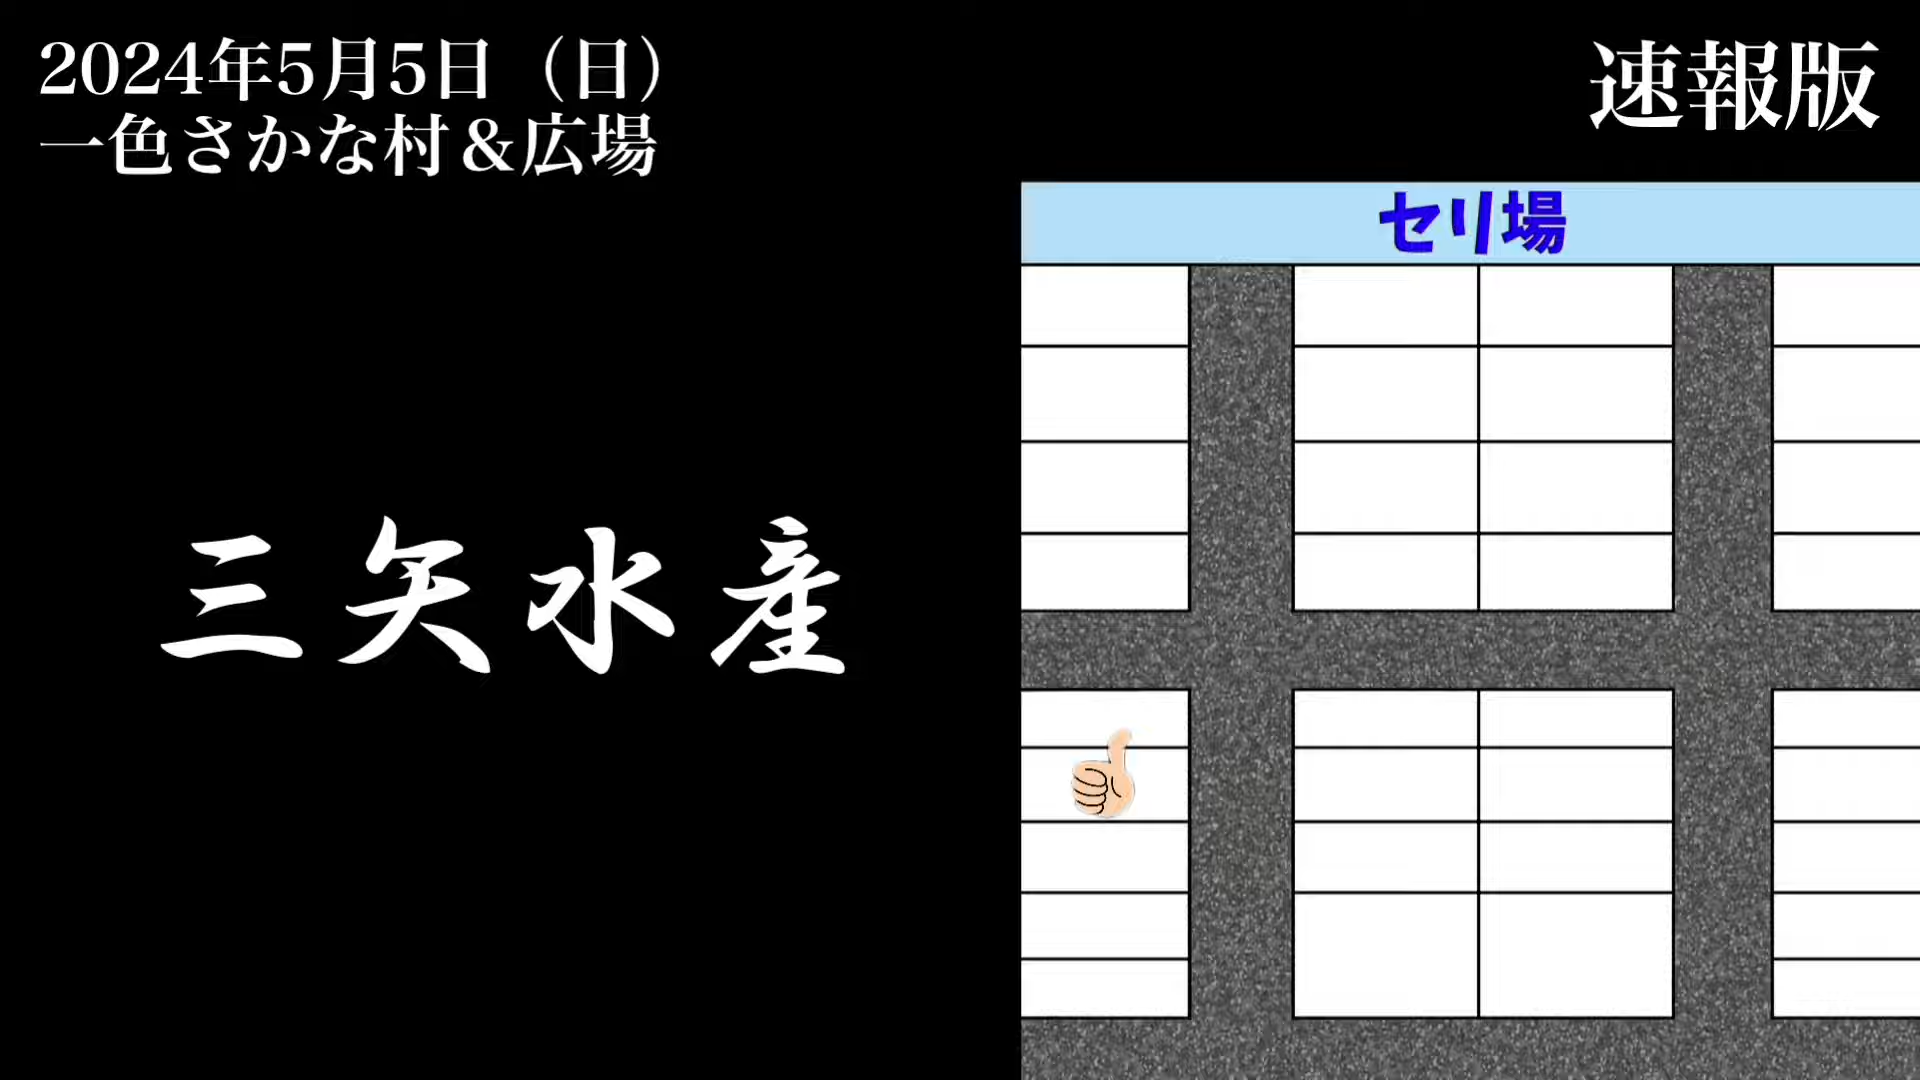 2024年5月5日（日）
一色さかな村＆広場
速報版
セリ場
三矢水産